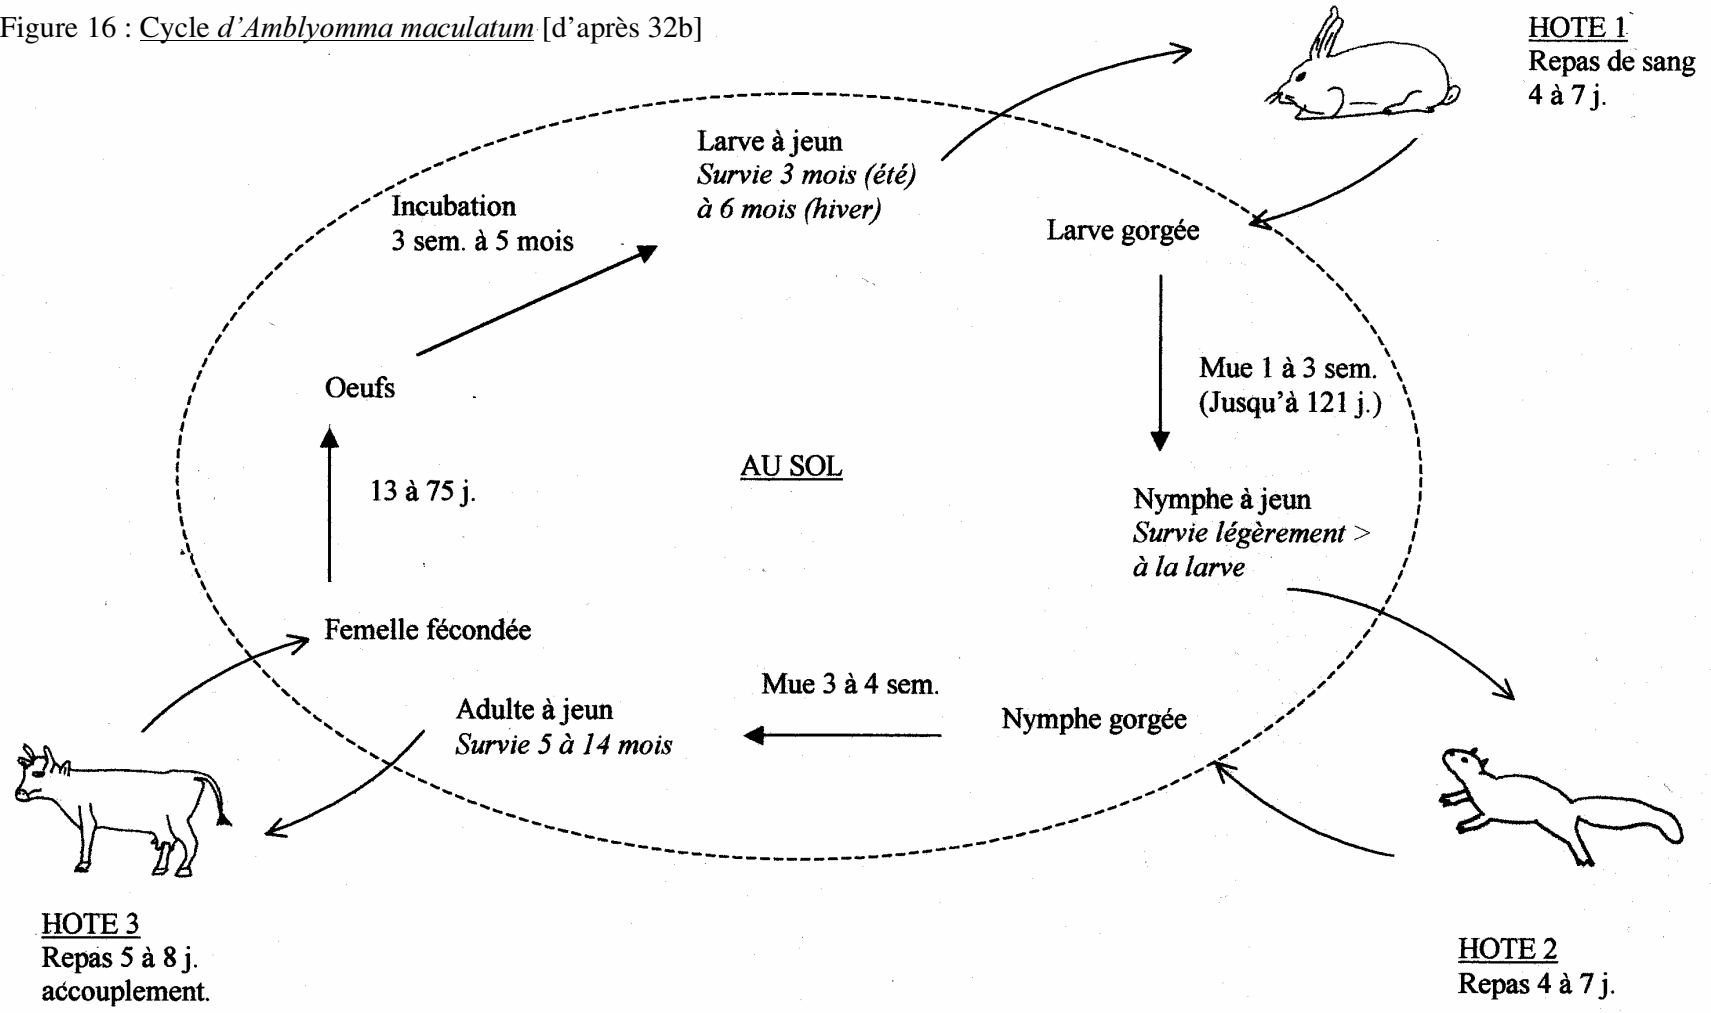 Figure 16 : Cycle d'Amblyomma maculatum [d'après 32b]
HOTE 1
Repas de sang
4 à 7 j.
Larve à jeun
Survie 3 mois (été)
à 6 mois (hiver)
Incubation
3 sem. à 5 mois
Larve gorgée
Mue 1 à 3 sem.
(Jusqu'à 121 j.)
Oeufs
AU SOL
13 à 75 j.
Nymphe à jeun
Survie légèrement >
à la larve
Femelle fécondée
Mue 3 à 4 sem.
Adulte à jeun
Survie 5 à 14 mois
Nymphe gorgée
HOTE 3
Repas 5 à 8 j.
accouplement.
HOTE 2
Repas 4 à 7 j.